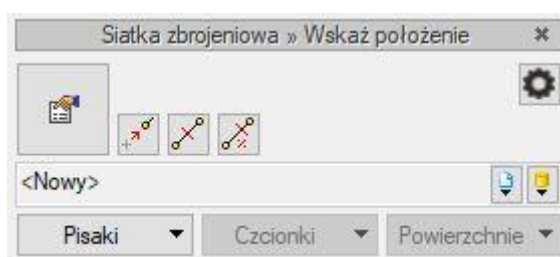 Siatka zbrojeniowa » Wskaż położenie
<Nowy>
Pisaki Czcionki Powierzchnie